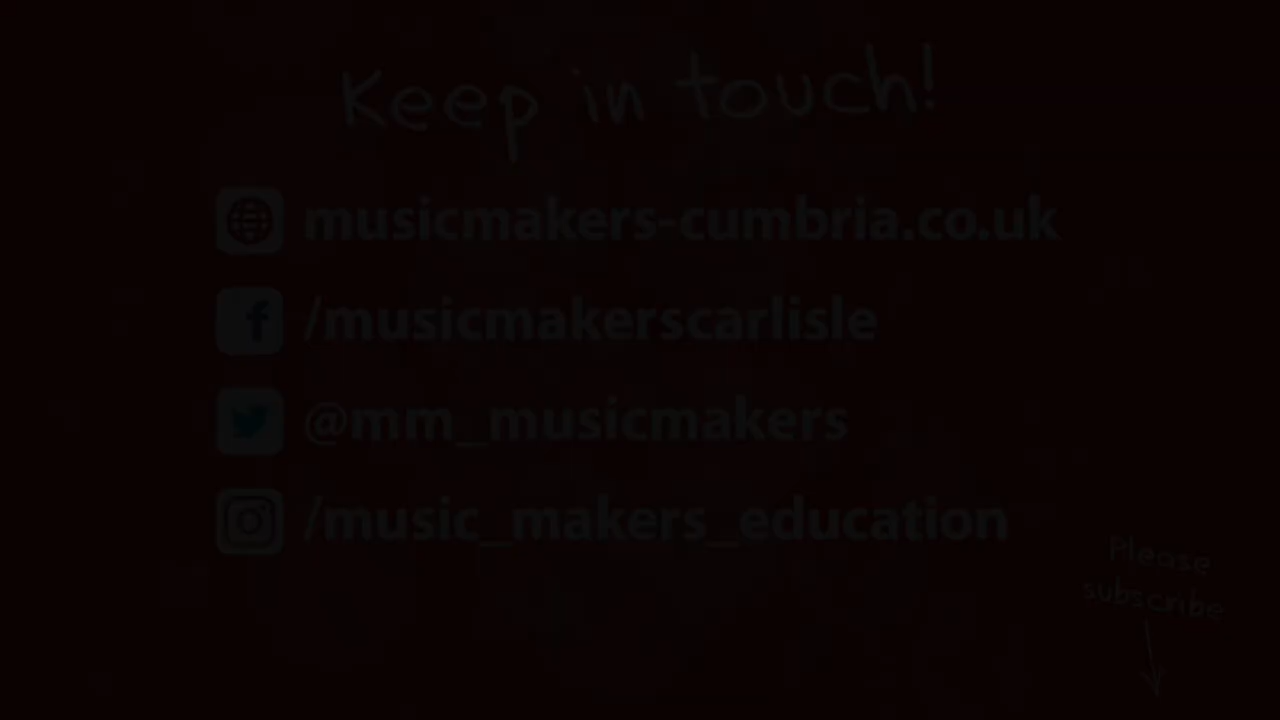 Keep in touch!
musicmakers-cumbria.co.uk
/musicmakerscarlisle
@mm_musicmakers
/music_makers_education
Please
subscribe